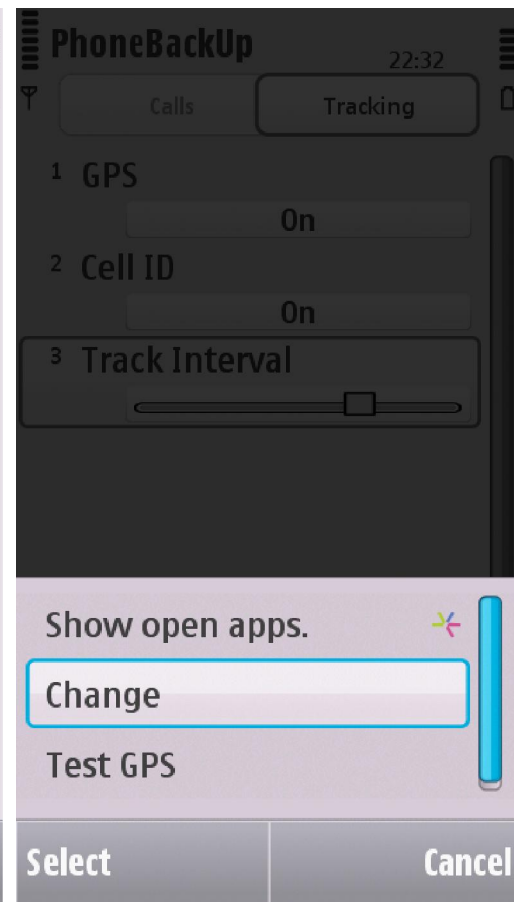 PhoneBackUp
22:32
Calls
Tracking
1 GPS
On
2 Cell ID
On
3 Track Interval
Show open apps.
Change
Test GPS
Select
Cancel